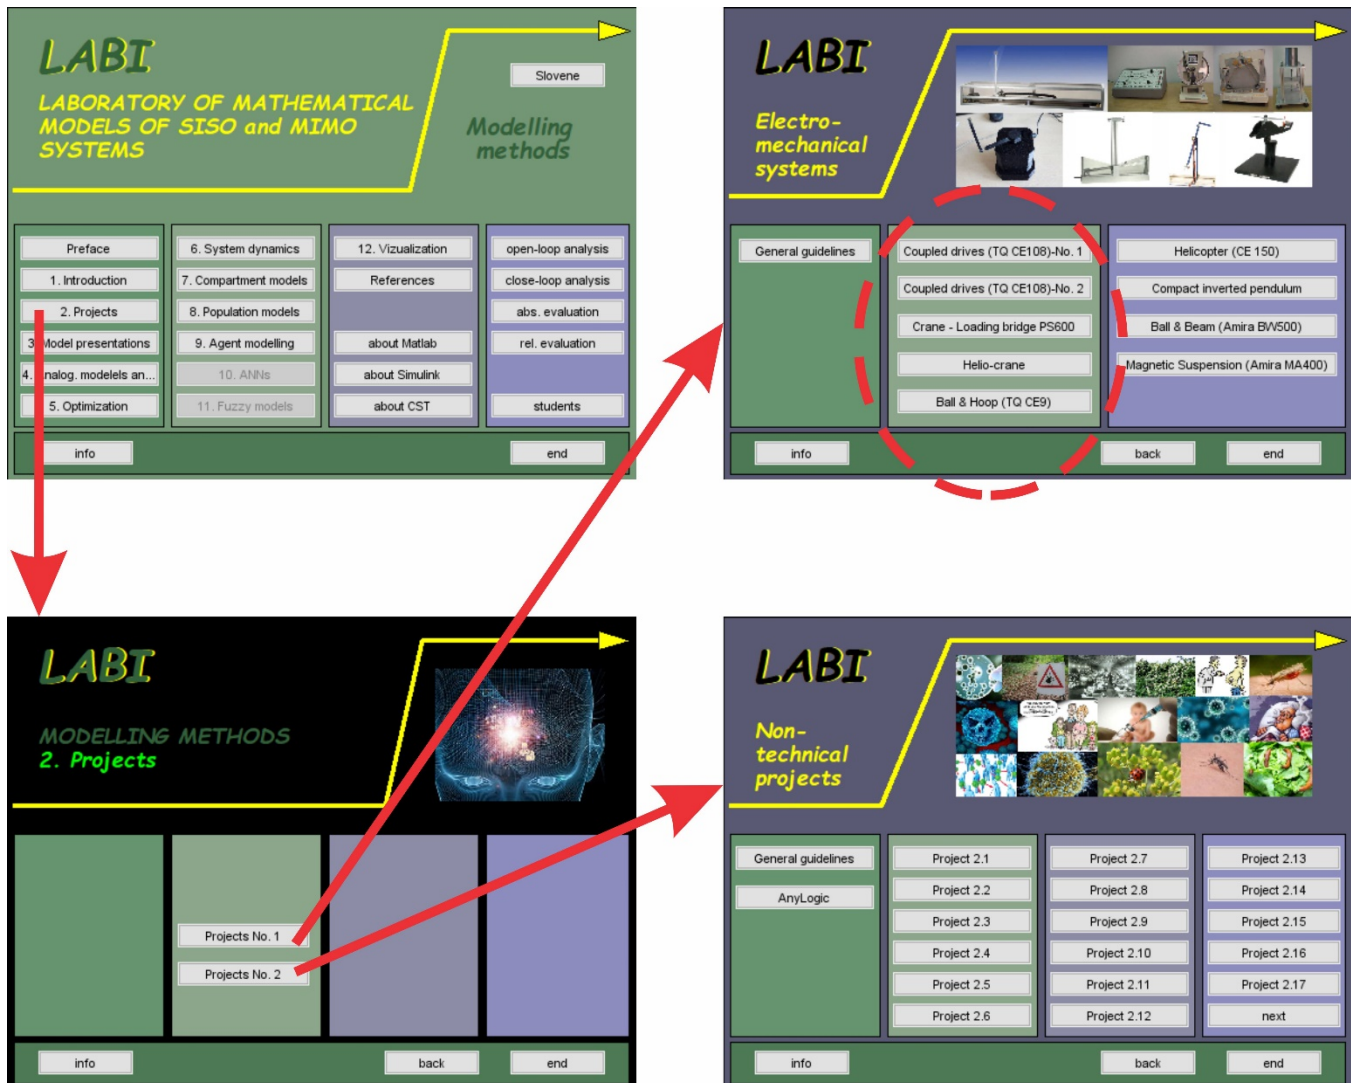 LABI
LABORATORY OF MATHEMATICAL
MODELS OF SISO and MIMO
SYSTEMS
Slovene
Modelling
methods
Preface
1. Introduction
2. Projects
3. Model presentations
4. Analog. modelels an...
5. Optimization
6. System dynamics
7. Compartment models
8. Population models
9. Agent modelling
10. ANNs
11. Fuzzy models
12. Vizualization
References
about Matlab
about Simulink
about CST
open-loop analysis
close-loop analysis
abs. evaluation
rel. evaluation
students
info
end
LABI
Electro-
mechanical
systems
General guidelines
Coupled drives (TQ CE108)-No. 1
Coupled drives (TQ CE108)-No. 2
Crane - Loading bridge PS600
Helio-crane
Ball & Hoop (TQ CE9)
Helicopter (CE 150)
Compact inverted pendulum
Ball & Beam (Amira BW500)
Magnetic Suspension (Amira MA400)
info
back
end
LABI
MODELLING METHODS
2. Projects
Projects No. 1
Projects No. 2
info
back
end
LABI
Non-
technical
projects
General guidelines
AnyLogic
Project 2.1
Project 2.2
Project 2.3
Project 2.4
Project 2.5
Project 2.6
Project 2.7
Project 2.8
Project 2.9
Project 2.10
Project 2.11
Project 2.12
Project 2.13
Project 2.14
Project 2.15
Project 2.16
Project 2.17
next
info
back
end